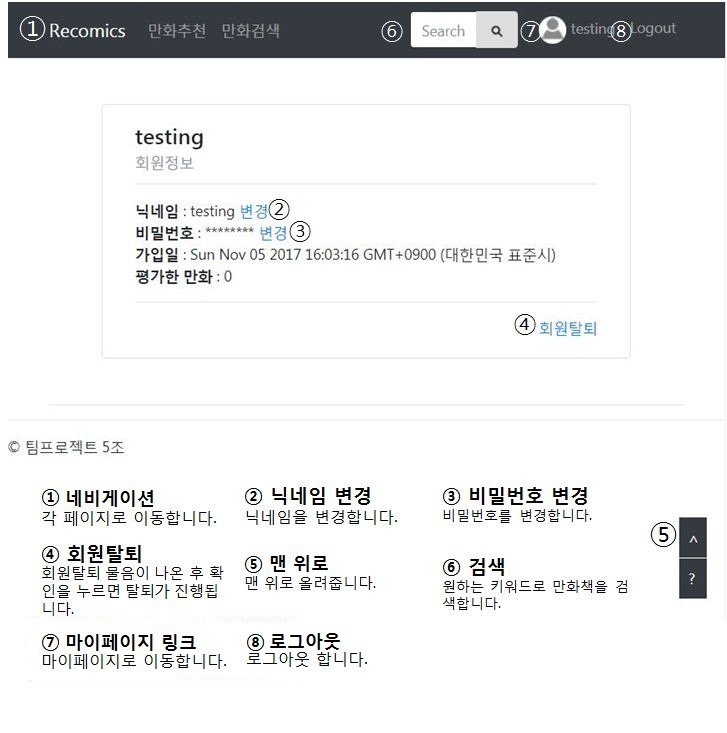 ① Recomics 만화추천 만화검색 ⑥ Search ⑦ testing ⑧ Logout
testing
회원정보
닉네임 : testing 변경②
비밀번호 : ******** 변경③
가입일 : Sun Nov 05 2017 16:03:16 GMT+0900 (대한민국 표준시)
평가한 만화 : 0
④ 회원탈퇴
© 팀프로젝트 5조
① 네비게이션
각 페이지로 이동합니다.
② 닉네임 변경
닉네임을 변경합니다.
③ 비밀번호 변경
비밀번호를 변경합니다.
⑤ ^
?
④ 회원탈퇴
회원탈퇴 물음이 나온 후 확
인을 누르면 탈퇴가 진행됩
니다.
⑤ 맨 위로
맨 위로 올려줍니다.
⑥ 검색
원하는 키워드로 만화책을 검
색합니다.
⑦ 마이페이지 링크
마이페이지로 이동합니다.
⑧ 로그아웃
로그아웃 합니다.